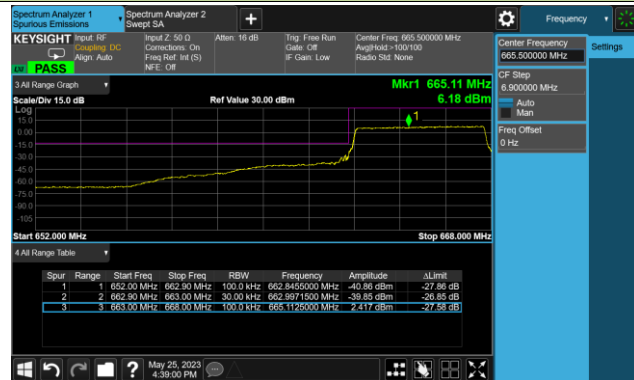 Spectrum Analyzer 1
Spurious Emissions
Spectrum Analyzer 2
Swept SA
Frequency
KEYSIGHT
Input: RF
Coupling: DC
Align: Auto
Input Z: 50 Ω
Corrections: On
Freq Ref: Int (S)
NFE: Off
Atten: 16 dB
Trig: Free Run
Gate: Off
IF Gain: Low
Center Freq: 665.500000 MHz
Avg|Hold:>100/100
Radio Std: None
PASS
Center Frequency
665.500000 MHz
Settings
CF Step
6.900000 MHz
Auto
Man
Freq Offset
0 Hz
3 All Range Graph
Mkr1 665.11 MHz
Scale/Div 15.0 dB
Ref Value 30.00 dBm
6.18 dBm
Log
15.0
0.00
-15.0
-30.0
-45.0
-60.0
-75.0
-90.0
-105
1
Start 652.000 MHz
Stop 668.000 MHz
4 All Range Table
Spur Range Start Freq Stop Freq RBW Frequency Amplitude ΔLimit
1 1 652.00 MHz 662.90 MHz 100.0 kHz 662.8455000 MHz -40.86 dBm -27.86 dB
2 2 662.90 MHz 663.00 MHz 30.00 kHz 662.9971500 MHz -39.85 dBm -26.85 dB
3 3 663.00 MHz 668.00 MHz 100.0 kHz 665.1125000 MHz 2.417 dBm -27.58 dB
?
May 25, 2023
4:39:00 PM